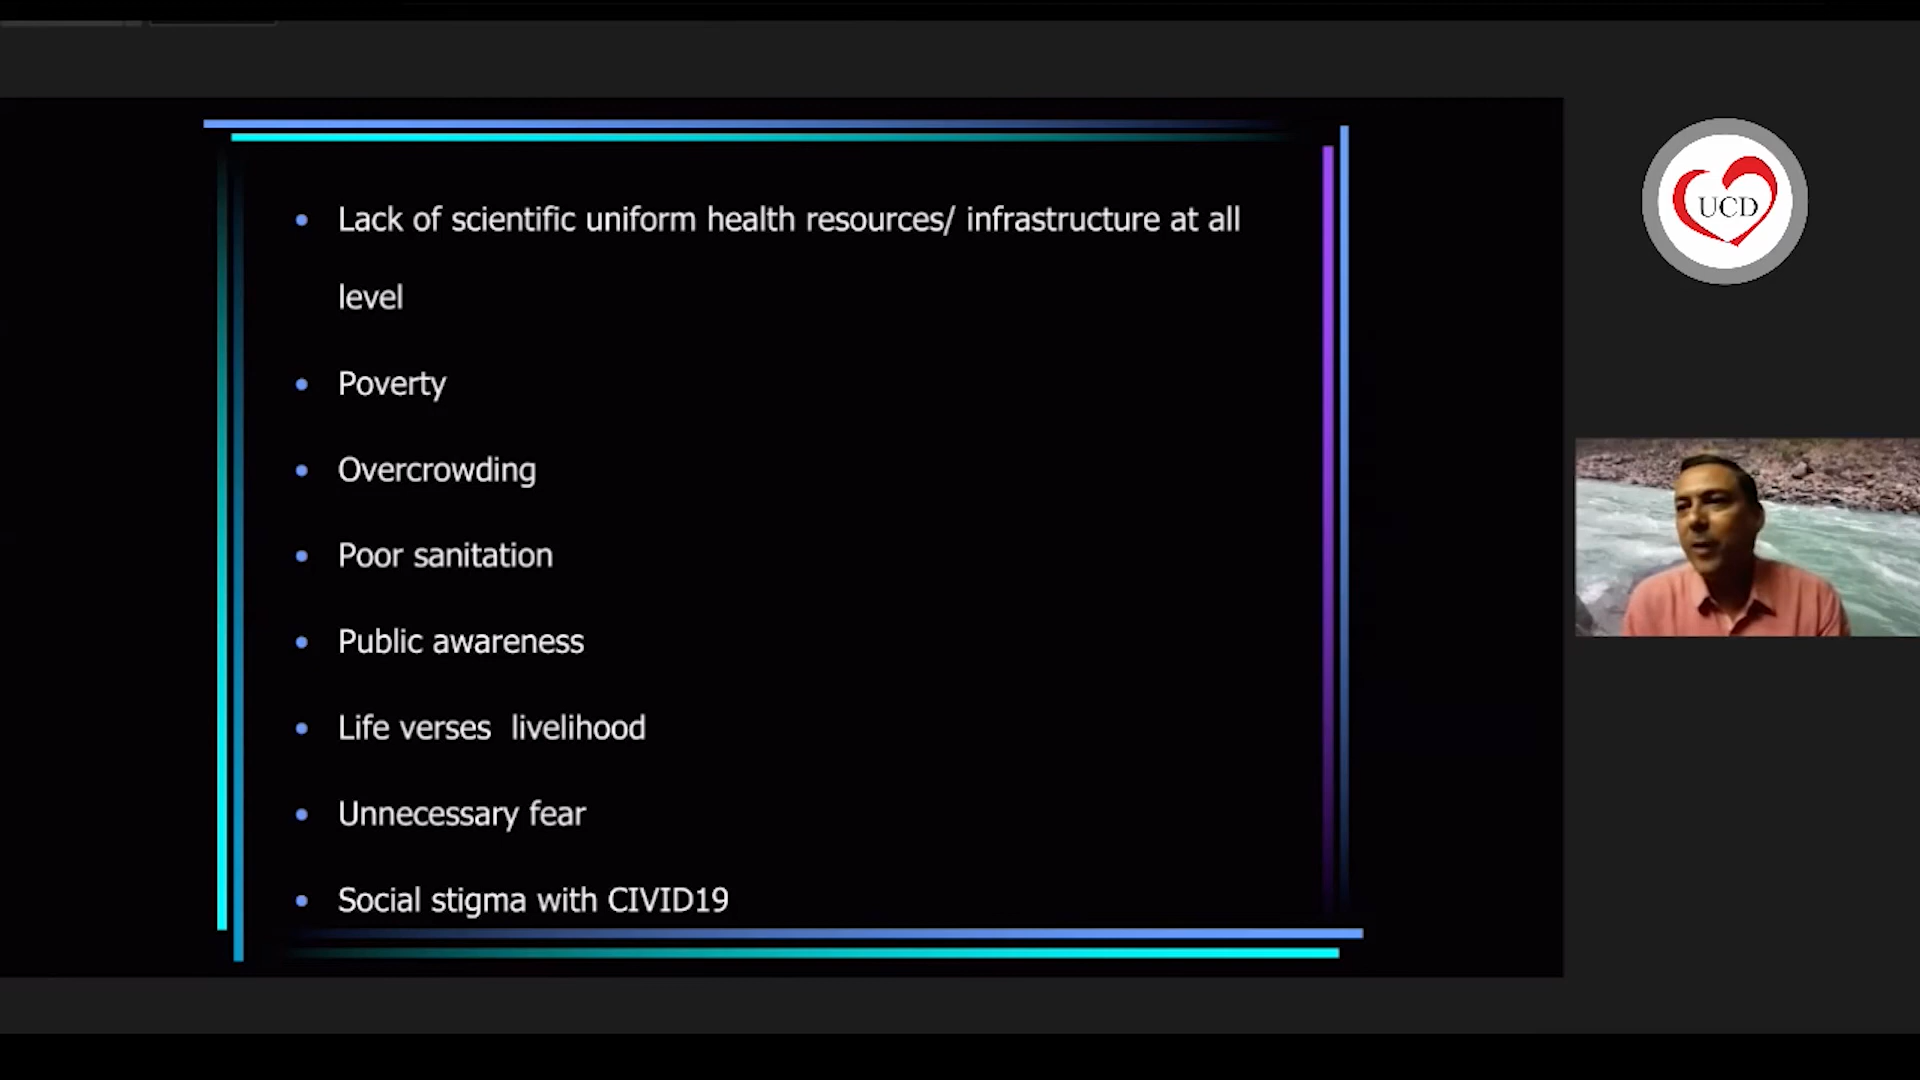 Lack of scientific uniform health resources/ infrastructure at all
level
Poverty
Overcrowding
Poor sanitation
Public awareness
Life verses  livelihood
Unnecessary fear
Social stigma with CIVID19
UCD